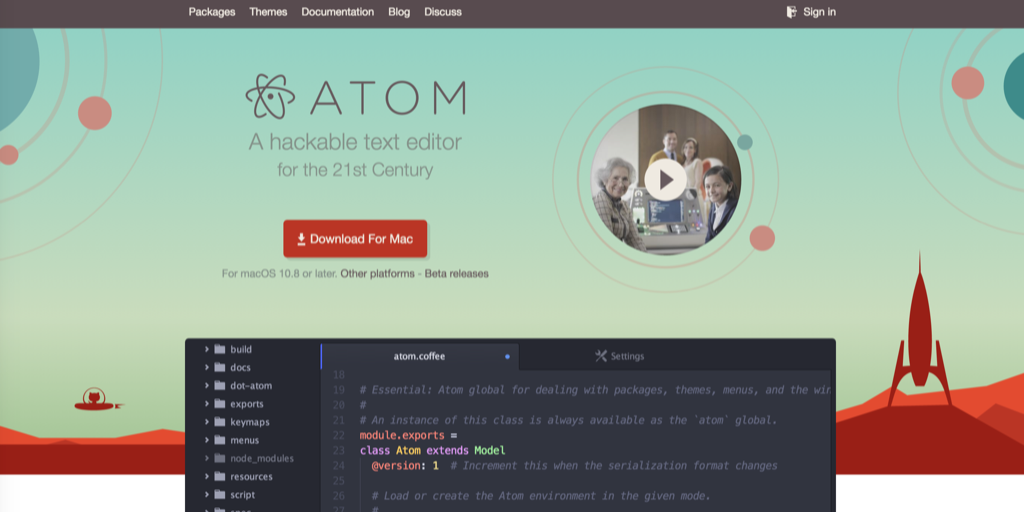 Packages Themes Documentation Blog Discuss Sign in
ATOM
A hackable text editor
for the 21st Century
Download For Mac
For macOS 10.8 or later. Other platforms - Beta releases
build
docs
dot-atom
exports
keymaps
menus
node_modules
resources
script
atom.coffee Settings
18
19 # Essential: Atom global for dealing with packages, themes, menus, and the win
20 #
21 # An instance of this class is always available as the `atom` global.
22 module.exports =
23 class Atom extends Model
24 @version: 1 # Increment this when the serialization format changes
25
26 # Load or create the Atom environment in the given mode.
27 #